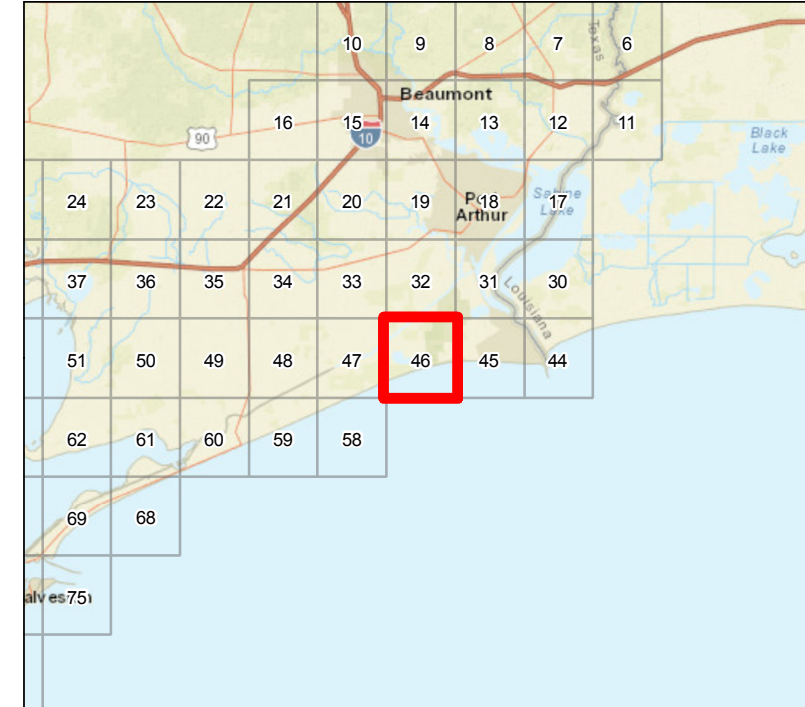 10 9 8 7 6
Texas
Beaumont
16 15 14 13 12 11
90
10
Black
Lake
24 23 22 21 20 19 18 17
Port
Arthur
Sabine
Lake
37 36 35 34 33 32 31 30
Louisiana
51 50 49 48 47 46 45 44
62 61 60 59 58
69 68
alveston
75